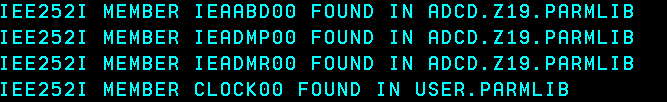 IEE252I MEMBER IEAABD00 FOUND IN ADCD.Z19.PARMLIB
IEE252I MEMBER IEADMP00 FOUND IN ADCD.Z19.PARMLIB
IEE252I MEMBER IEADMR00 FOUND IN ADCD.Z19.PARMLIB
IEE252I MEMBER CLOCK00 FOUND IN USER.PARMLIB